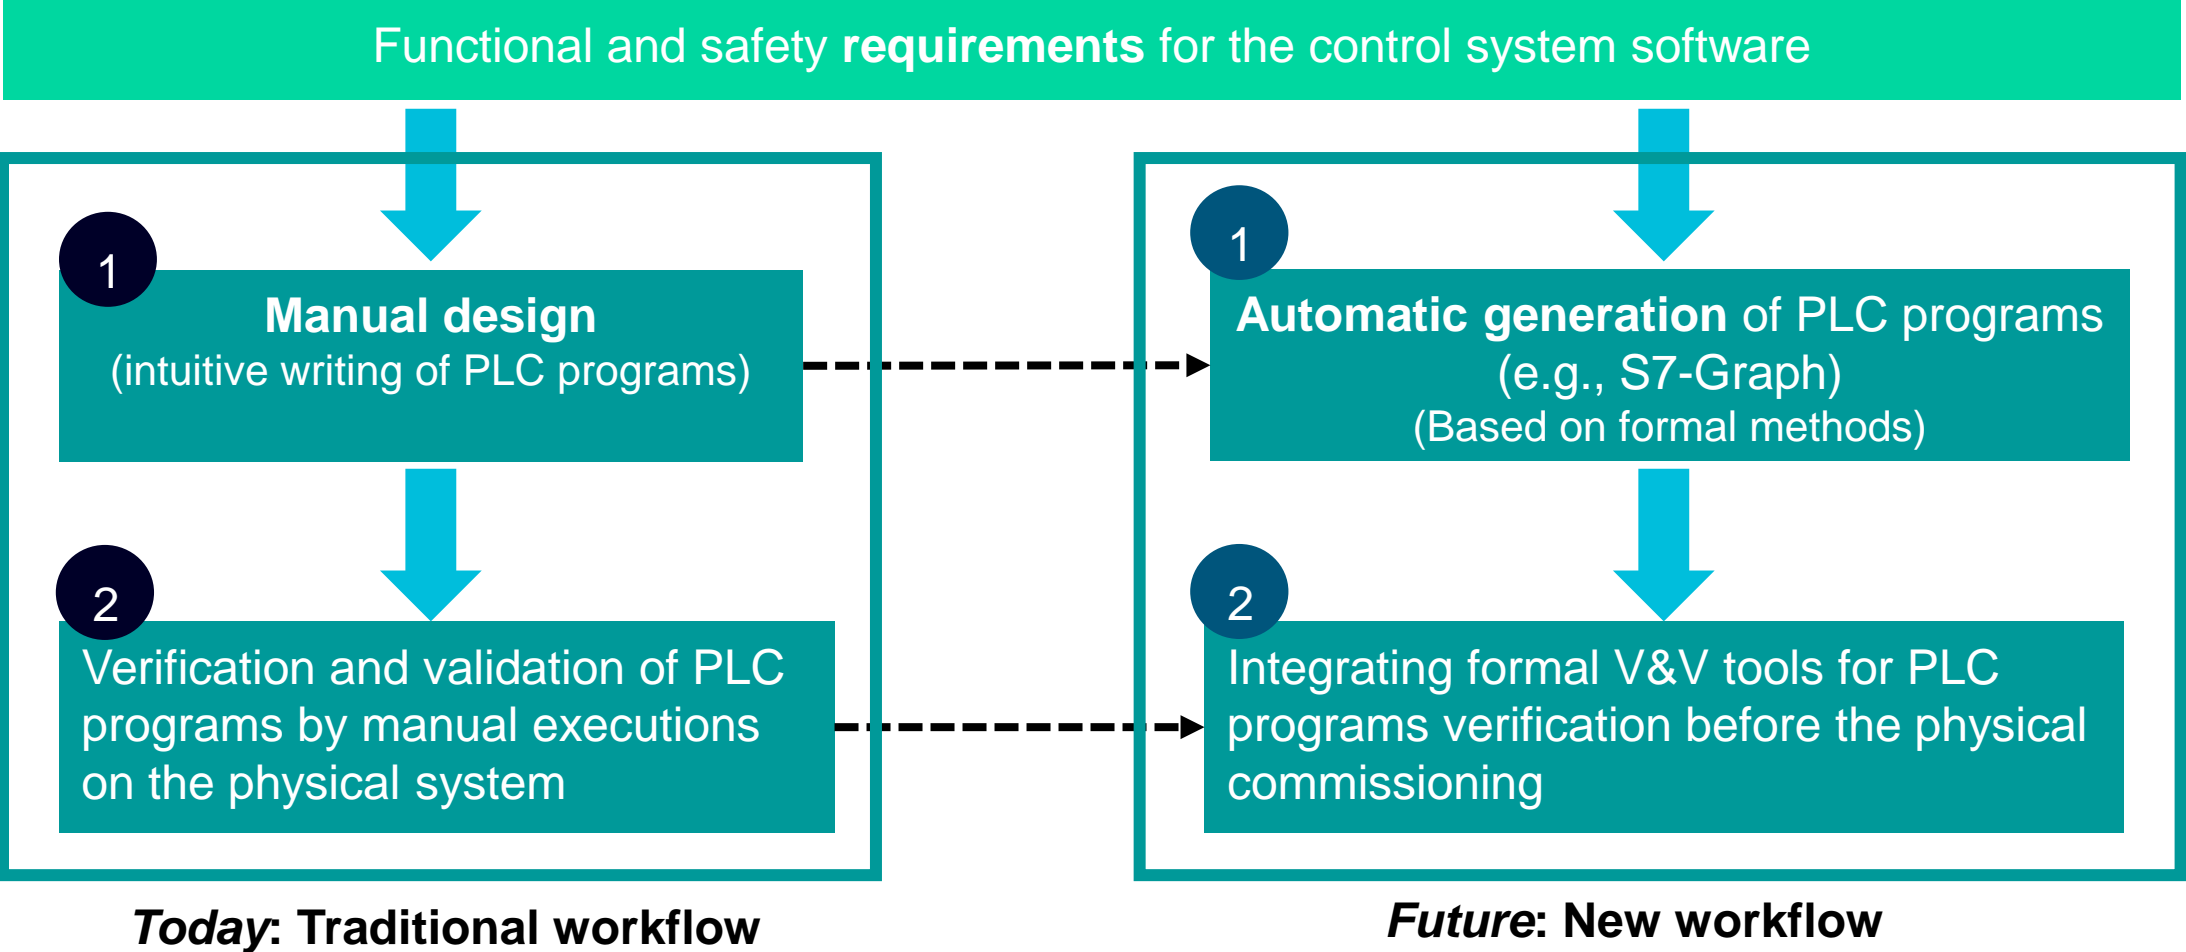 Functional and safety requirements for the control system software
1
Manual design
(intuitive writing of PLC programs)
2
Verification and validation of PLC
programs by manual executions
on the physical system
Today: Traditional workflow
1
Automatic generation of PLC programs
(e.g., S7-Graph)
(Based on formal methods)
2
Integrating formal V&V tools for PLC
programs verification before the physical
commissioning
Future: New workflow